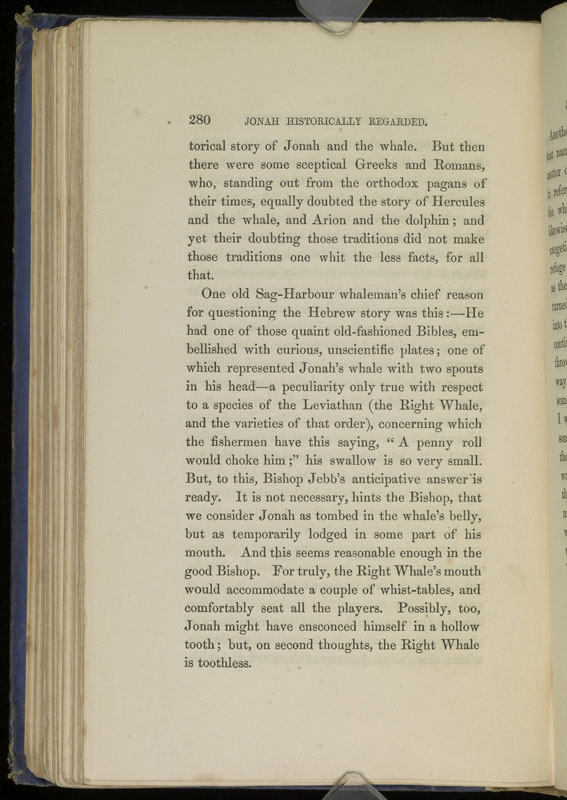 280 JONAH HISTORICALLY REGARDED.
torical story of Jonah and the whale. But then
there were some sceptical Greeks and Romans,
who, standing out from the orthodox pagans of
their times, equally doubted the story of Hercules
and the whale, and Arion and the dolphin; and
yet their doubting those traditions did not make
those traditions one whit the less facts, for all
that.
One old Sag-Harbour whaleman's chief reason
for questioning the Hebrew story was this:—He
had one of those quaint old-fashioned Bibles, em-
bellished with curious, unscientific plates; one of
which represented Jonah's whale with two spouts
in his head—a peculiarity only true with respect
to a species of the Leviathan (the Right Whale,
and the varieties of that order), concerning which
the fishermen have this saying, "A penny roll
would choke him;" his swallow is so very small.
But, to this, Bishop Jebb's anticipative answer is
ready. It is not necessary, hints the Bishop, that
we consider Jonah as tombed in the whale's belly,
but as temporarily lodged in some part of his
mouth. And this seems reasonable enough in the
good Bishop. For truly, the Right Whale's mouth
would accommodate a couple of whist-tables, and
comfortably seat all the players. Possibly, too,
Jonah might have ensconced himself in a hollow
tooth; but, on second thoughts, the Right Whale
is toothless.